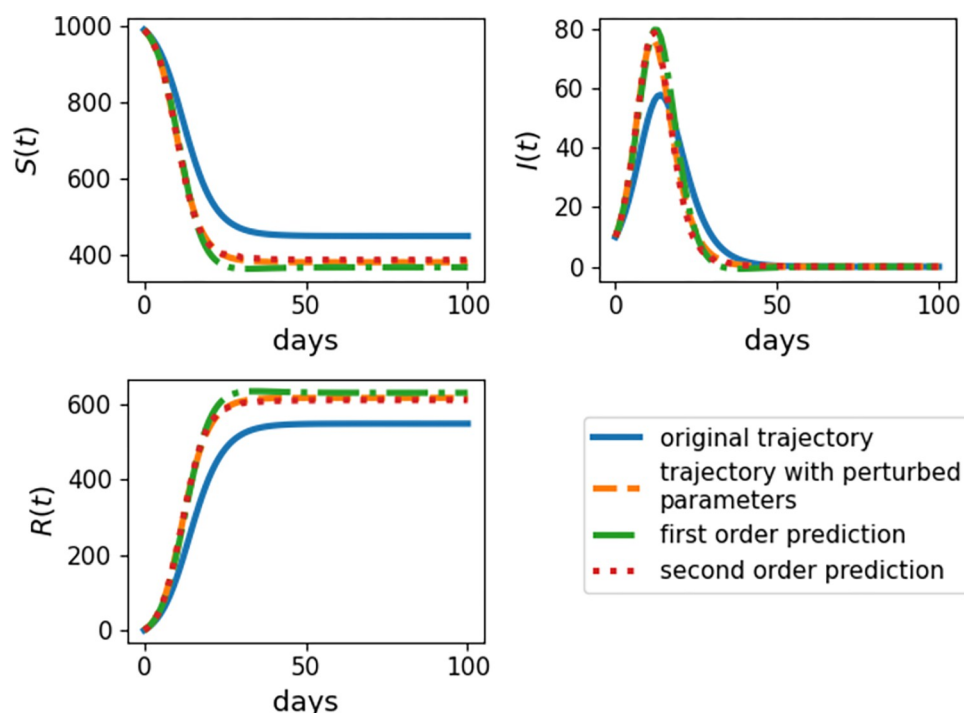 1000
800
600
400
S(t)
0
50
100
days
80
60
40
20
0
I(t)
0
50
100
days
600
400
200
0
R(t)
0
50
100
days
original trajectory
trajectory with perturbed
parameters
first order prediction
second order prediction